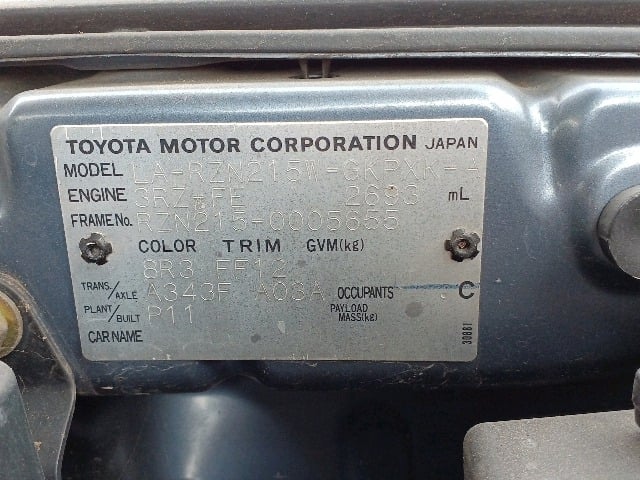 TOYOTA MOTOR CORPORATION JAPAN
MODEL LA-RZN215W-GKPXK-A
ENGINE 3RZ-FE 2693 mL
FRAME No. RZN215-0005655
COLOR TRIM GVM(kg)
8R3 FF12
TRANS./AXLE A343F A03A OCCUPANTS C
PLANT/BUILT P11 PAYLOAD MASS(kg)
CAR NAME
30881